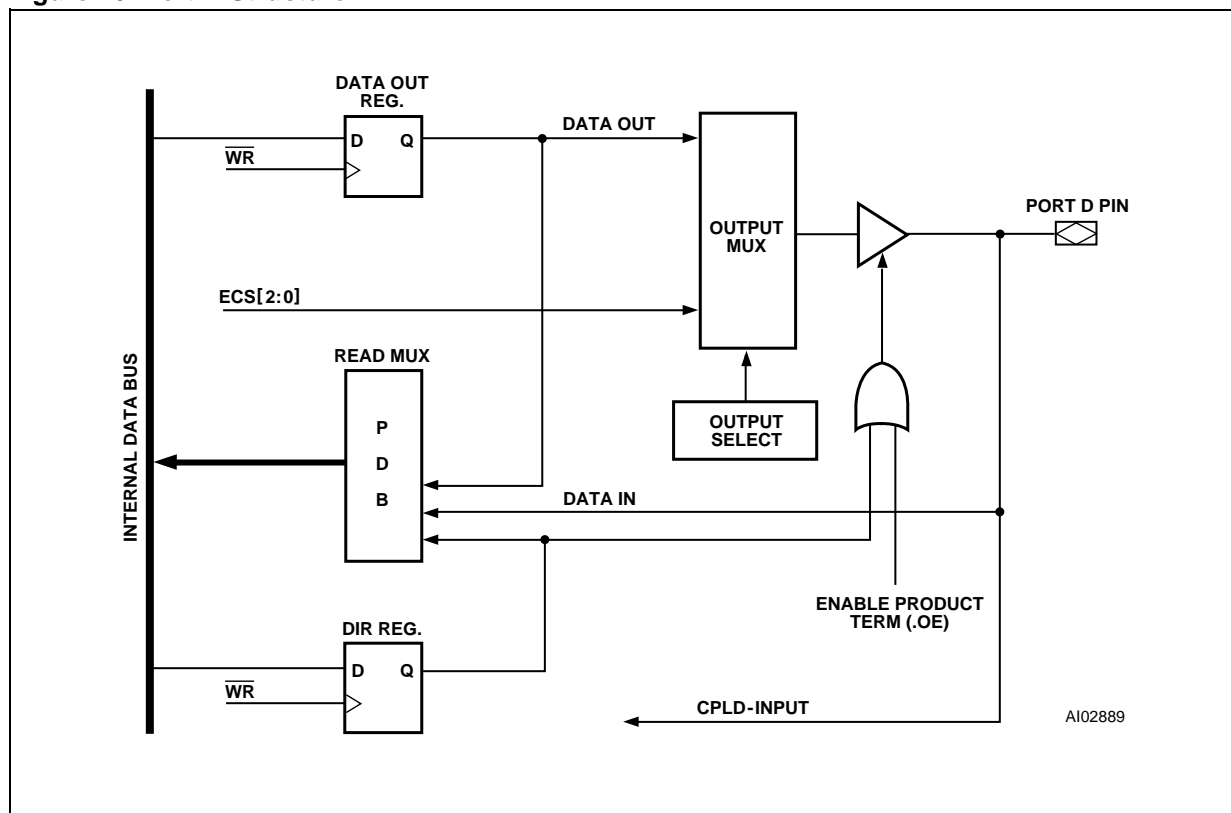 DATA OUT
REG.
D Q
WR
DATA OUT
OUTPUT
MUX
PORT D PIN
ECS[2:0]
READ MUX
P
D
B
OUTPUT
SELECT
INTERNAL DATA BUS
DATA IN
ENABLE PRODUCT
TERM (.OE)
DIR REG.
D Q
WR
CPLD-INPUT
AI02889